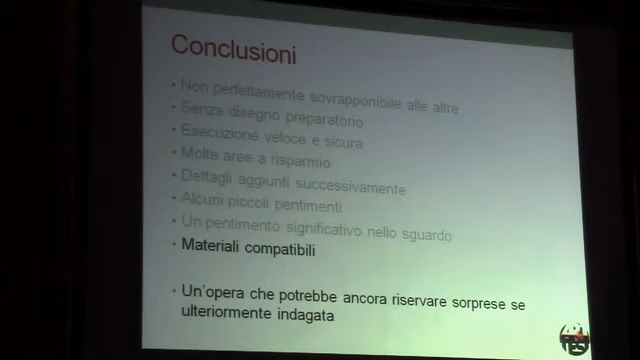 Conclusioni
• Non perfettamente sovrapponibile alle altre
• Senza disegno preparatorio
• Esecuzione veloce e sicura
• Molte aree a risparmio
• Dettagli aggiunti successivamente
• Alcuni piccoli pentimenti
• Un pentimento significativo nello sguardo
• Materiali compatibili
• Un'opera che potrebbe ancora riservare sorprese se
ulteriormente indagata